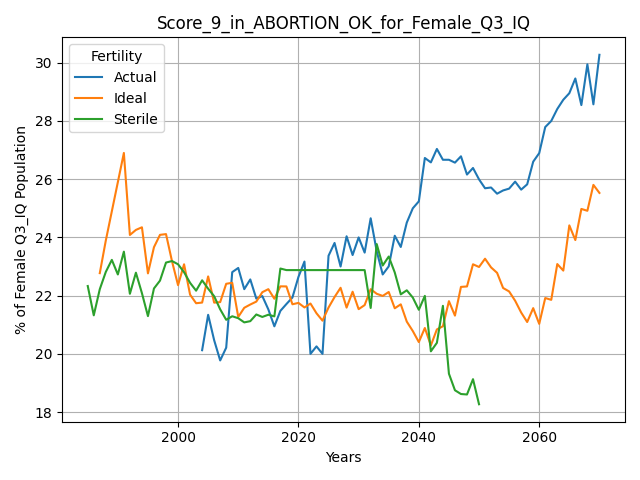 Score_9_in_ABORTION_OK_for_Female_Q3_IQ
Fertility
Actual
Ideal
Sterile
% of Female Q3_IQ Population
30
28
26
24
22
20
18
2000 2020 2040 2060
Years